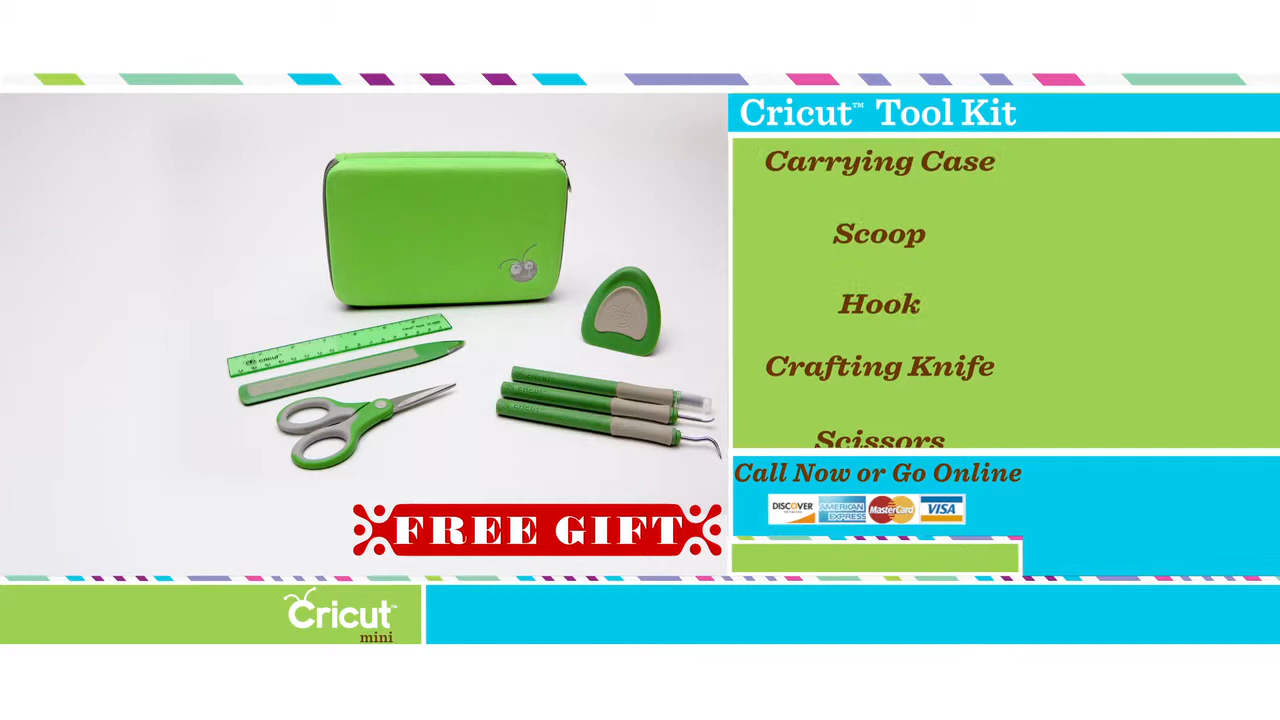 Cricut™ Tool Kit
Carrying Case
Scoop
Hook
Crafting Knife
Scissors
Call Now or Go Online
DISCOVER
AMERICAN EXPRESS
MasterCard
VISA
cricut
FREE GIFT
Cricut™
mini